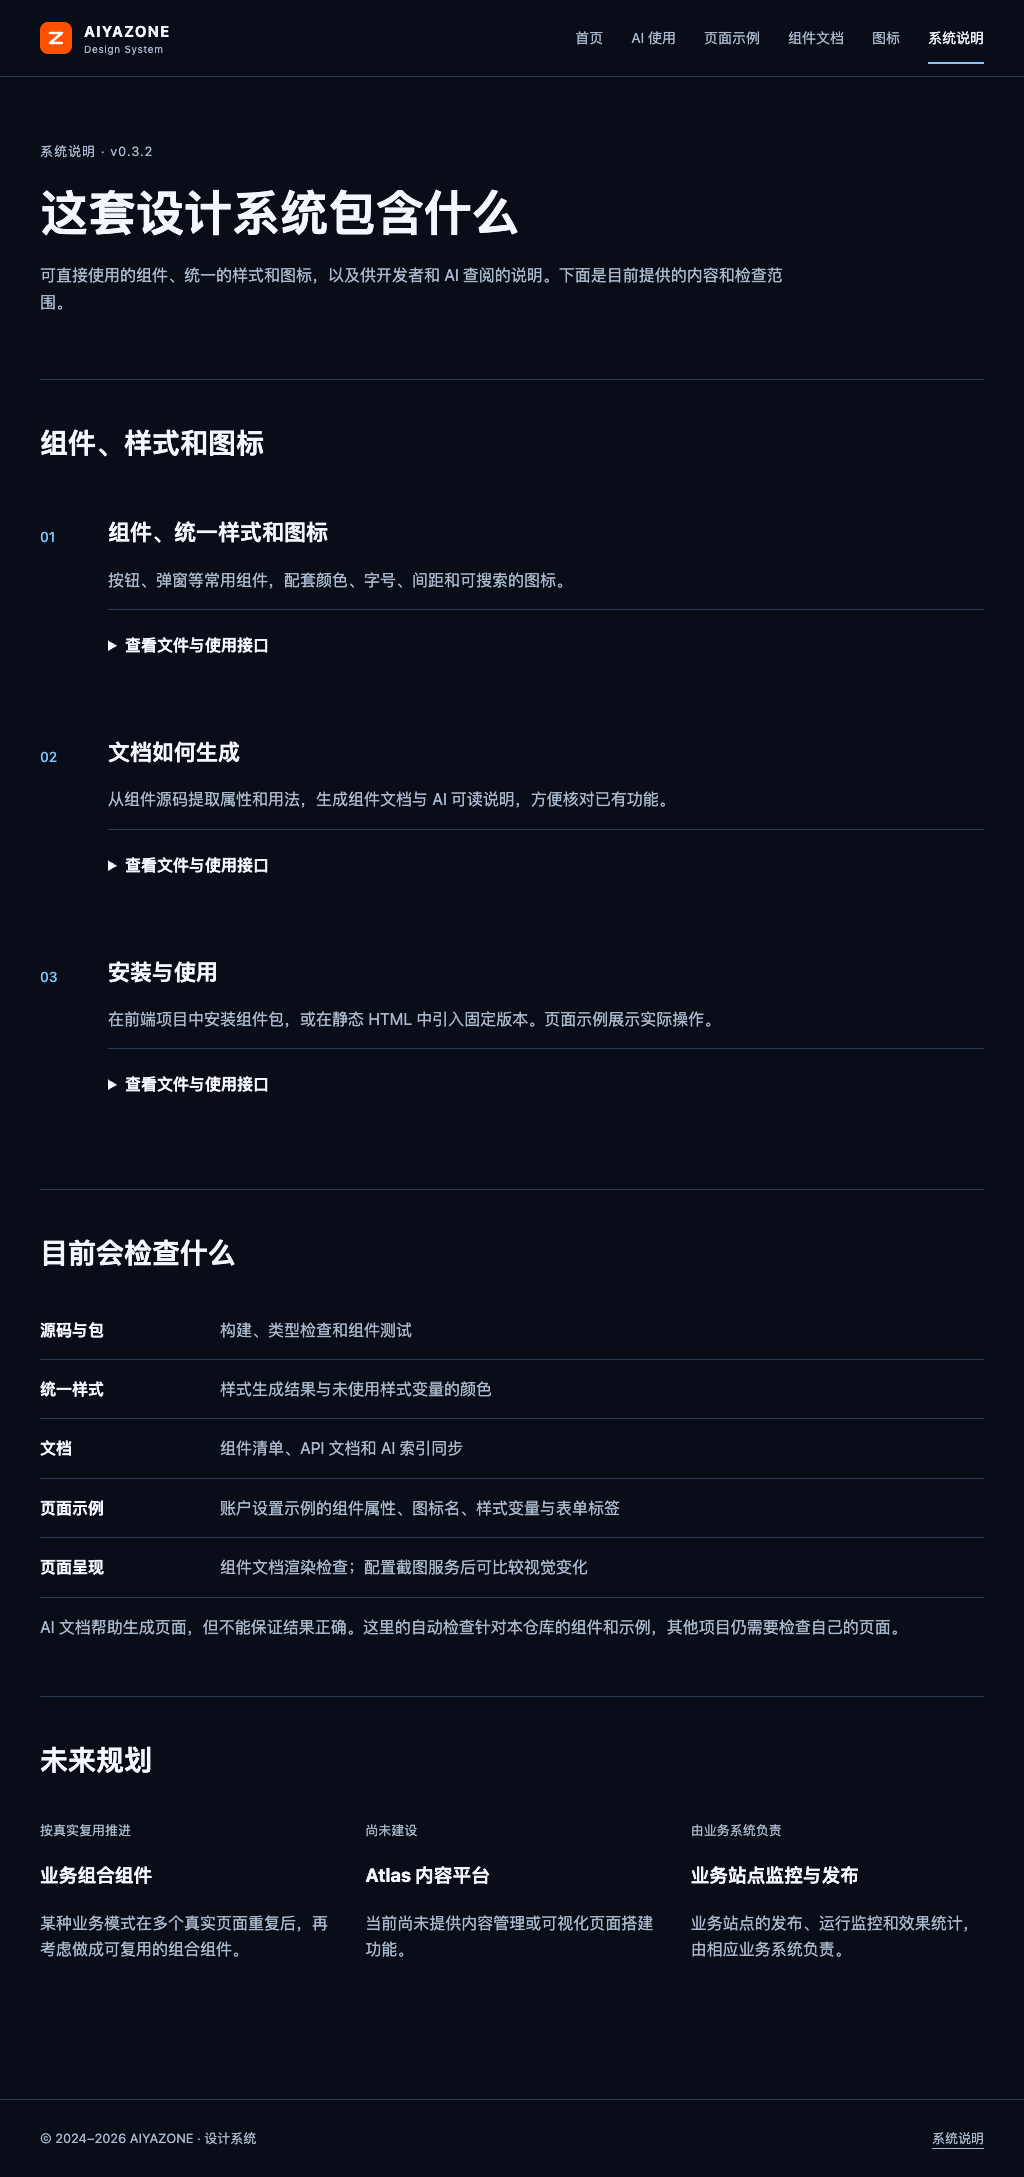 AIYAZONE
Design System
首页 AI 使用 页面示例 组件文档 图标 系统说明
系统说明 · v0.3.2
这套设计系统包含什么
可直接使用的组件、统一的样式和图标，以及供开发者和 AI 查阅的说明。下面是目前提供的内容和检查范
围。
组件、样式和图标
01
组件、统一样式和图标
按钮、弹窗等常用组件，配套颜色、字号、间距和可搜索的图标。
▶ 查看文件与使用接口
02
文档如何生成
从组件源码提取属性和用法，生成组件文档与 AI 可读说明，方便核对已有功能。
▶ 查看文件与使用接口
03
安装与使用
在前端项目中安装组件包，或在静态 HTML 中引入固定版本。页面示例展示实际操作。
▶ 查看文件与使用接口
目前会检查什么
源码与包 构建、类型检查和组件测试
统一样式 样式生成结果与未使用样式变量的颜色
文档 组件清单、API 文档和 AI 索引同步
页面示例 账户设置示例的组件属性、图标名、样式变量与表单标签
页面呈现 组件文档渲染检查；配置截图服务后可比较视觉变化
AI 文档帮助生成页面，但不能保证结果正确。这里的自动检查针对本仓库的组件和示例，其他项目仍需要检查自己的页面。
未来规划
按真实复用推进
业务组合组件
某种业务模式在多个真实页面重复后，再
考虑做成可复用的组合组件。
尚未建设
Atlas 内容平台
当前尚未提供内容管理或可视化页面搭建
功能。
由业务系统负责
业务站点监控与发布
业务站点的发布、运行监控和效果统计，
由相应业务系统负责。
© 2024–2026 AIYAZONE · 设计系统
系统说明